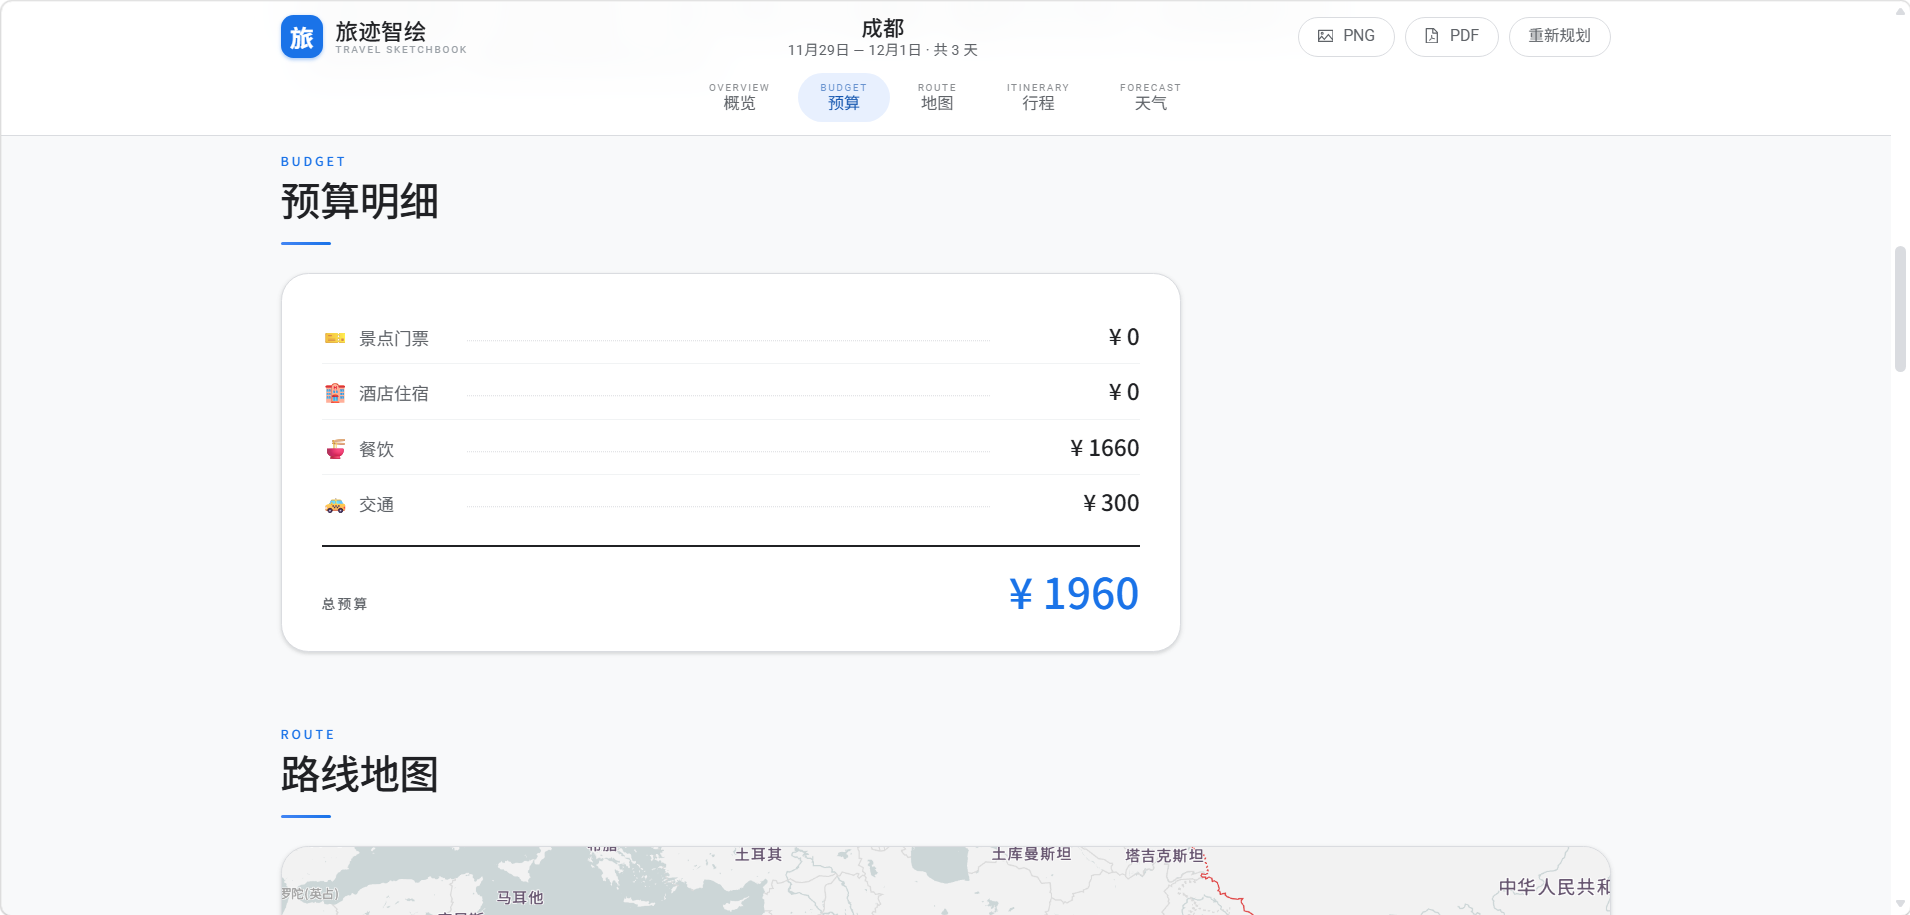 旅 旅迹智绘
TRAVEL SKETCHBOOK
成都
11月29日 — 12月1日 · 共 3 天
PNG
PDF
重新规划
OVERVIEW
概览
BUDGET
预算
ROUTE
地图
ITINERARY
行程
FORECAST
天气
BUDGET
预算明细
景点门票 ¥ 0
酒店住宿 ¥ 0
餐饮 ¥ 1660
交通 ¥ 300
总预算 ¥ 1960
ROUTE
路线地图
土耳其
土库曼斯坦
塔吉克斯坦
罗陀(英占)
马耳他
中华人民共和